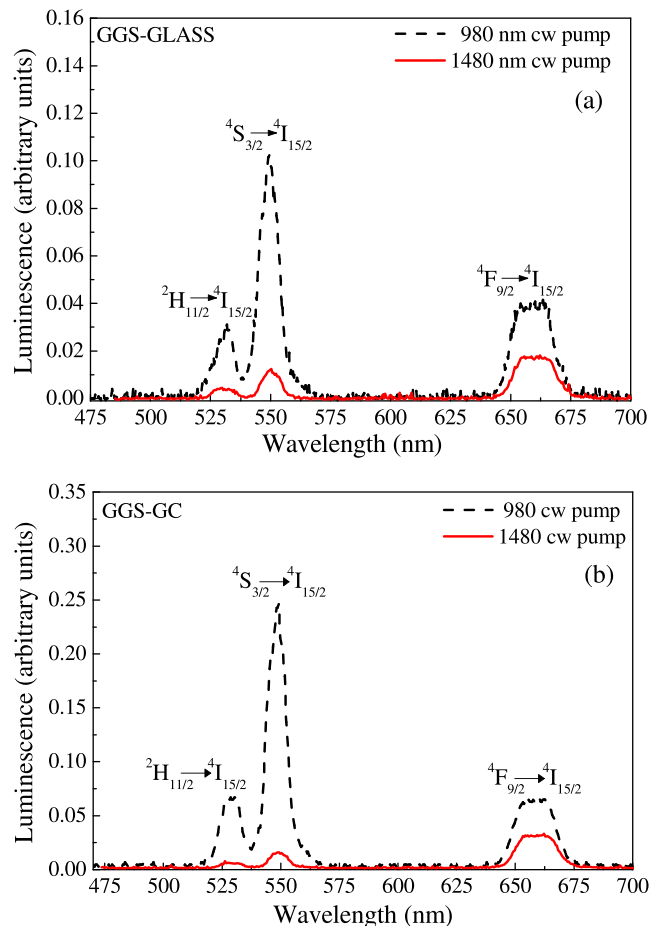 GGS-GLASS
980 nm cw pump
1480 nm cw pump
(a)
⁴S₃/₂→⁴I₁₅/₂
²H₁₁/₂→⁴I₁₅/₂
⁴F₉/₂→⁴I₁₅/₂
Luminescence (arbitrary units)
0.16
0.14
0.12
0.10
0.08
0.06
0.04
0.02
0.00
475 500 525 550 575 600 625 650 675 700
Wavelength (nm)
GGS-GC
980 cw pump
1480 cw pump
(b)
⁴S₃/₂→⁴I₁₅/₂
²H₁₁/₂→⁴I₁₅/₂
⁴F₉/₂→⁴I₁₅/₂
Luminescence (arbitrary units)
0.35
0.30
0.25
0.20
0.15
0.10
0.05
0.00
475 500 525 550 575 600 625 650 675 700
Wavelength (nm)